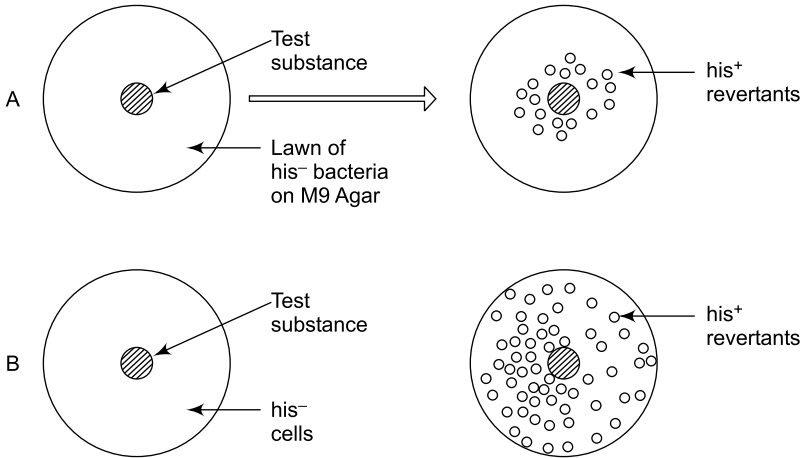 A
Test
substance
Lawn of
his⁻ bacteria
on M9 Agar
his⁺
revertants
B
Test
substance
his⁻
cells
his⁺
revertants